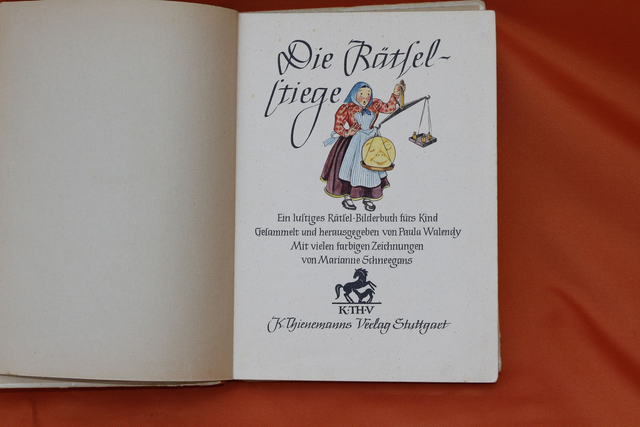 Die Rätsel-
stiege
Ein lustiges Rätsel-Bilderbuch fürs Kind
Gesammelt und herausgegeben von Paula Walendy
Mit vielen farbigen Zeichnungen
von Marianne Schneegans
K·TH·V
K. Thienemanns Verlag Stuttgart